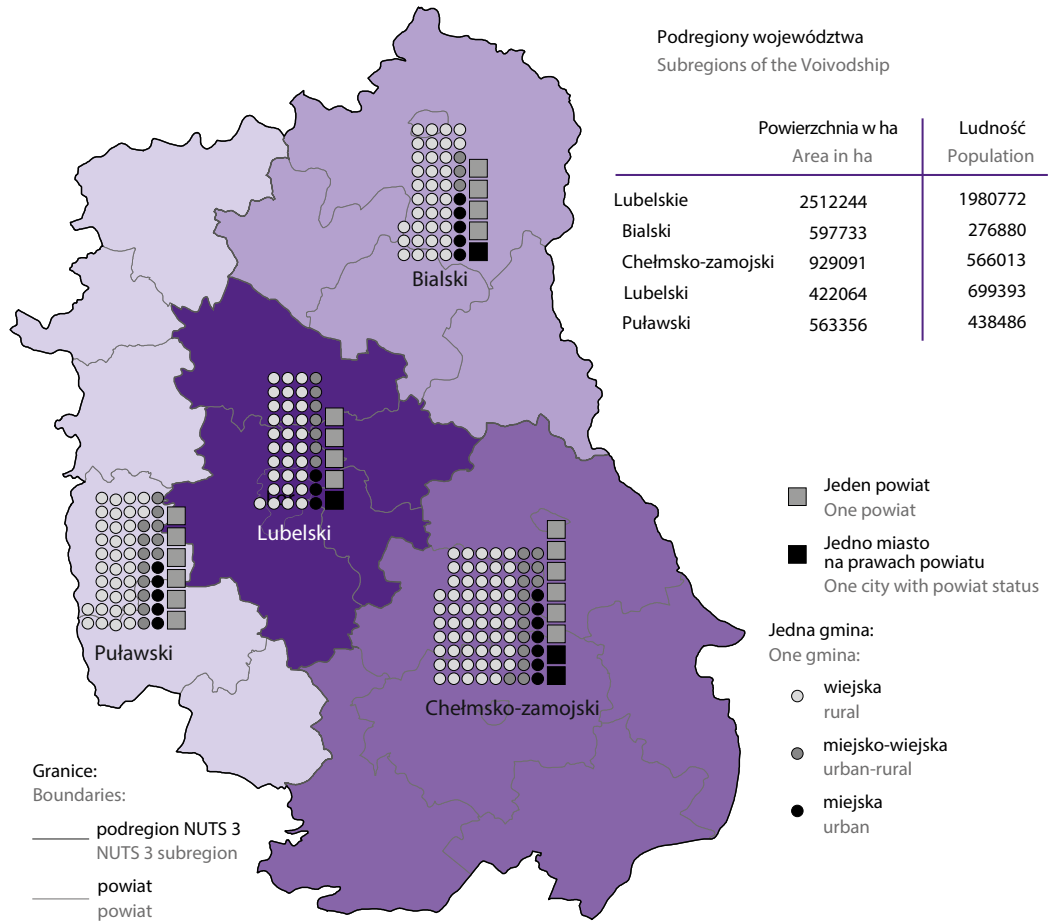 Podregiony województwa
Subregions of the Voivodship
Powierzchnia w ha Ludność
Area in ha Population
Lubelskie 2512244 1980772
Bialski 597733 276880
Chełmsko-zamojski 929091 566013
Lubelski 422064 699393
Puławski 563356 438486
Bialski
Lubelski
Puławski
Chełmsko-zamojski
Jeden powiat
One powiat
Jedno miasto
na prawach powiatu
One city with powiat status
Jedna gmina:
One gmina:
wiejska
rural
miejsko-wiejska
urban-rural
miejska
urban
Granice:
Boundaries:
podregion NUTS 3
NUTS 3 subregion
powiat
powiat